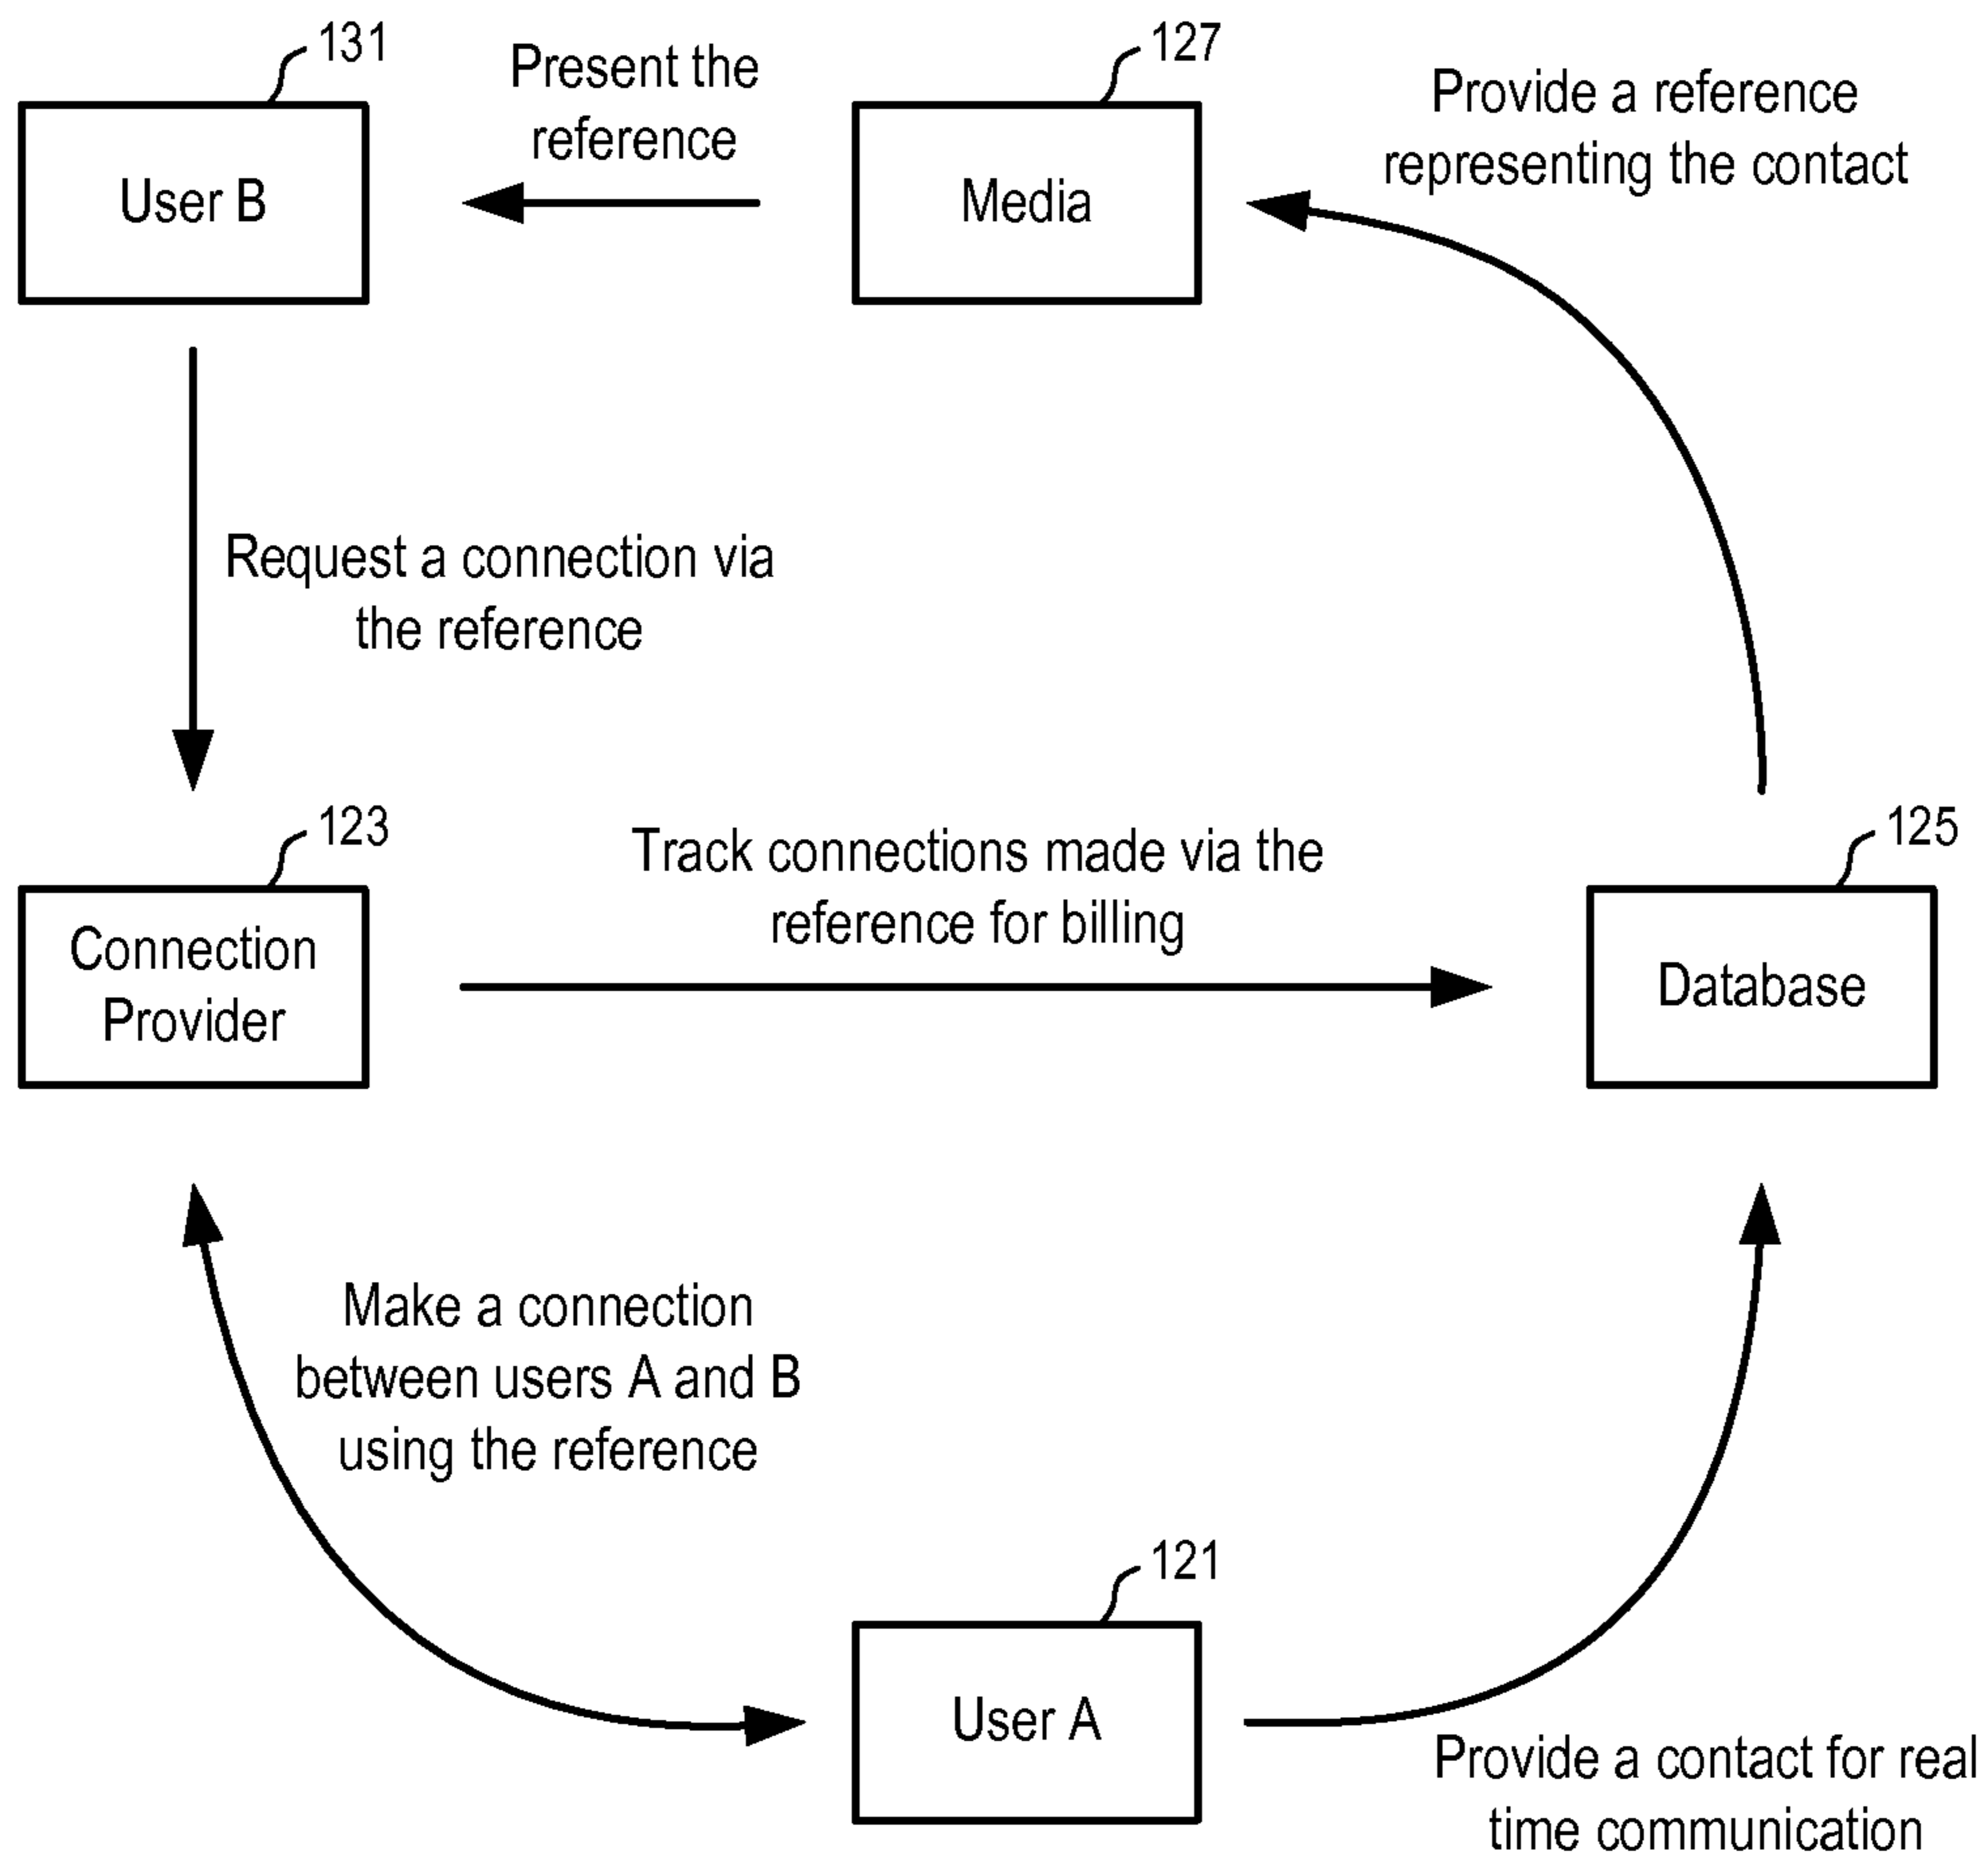 131
127
Present the
reference
Provide a reference
representing the contact
User B
Media
Request a connection via
the reference
123
125
Track connections made via the
reference for billing
Connection
Provider
Database
Make a connection
between users A and B
using the reference
121
User A
Provide a contact for real
time communication